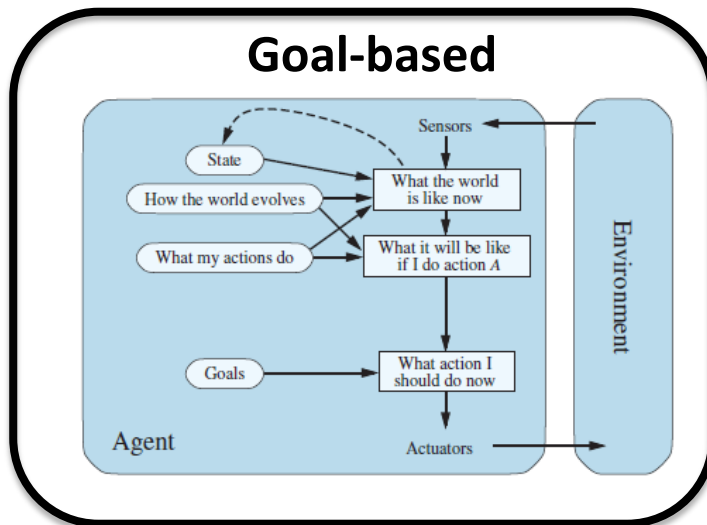 Goal-based
Sensors
State
What the world
is like now
How the world evolves
What it will be like
if I do action A
What my actions do
Goals
What action I
should do now
Agent
Actuators
Environment